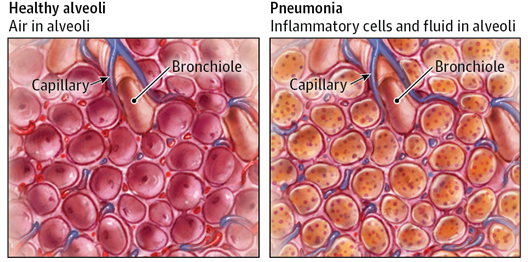 Healthy alveoli
Air in alveoli
Capillary
Bronchiole
Pneumonia
Inflammatory cells and fluid in alveoli
Capillary
Bronchiole